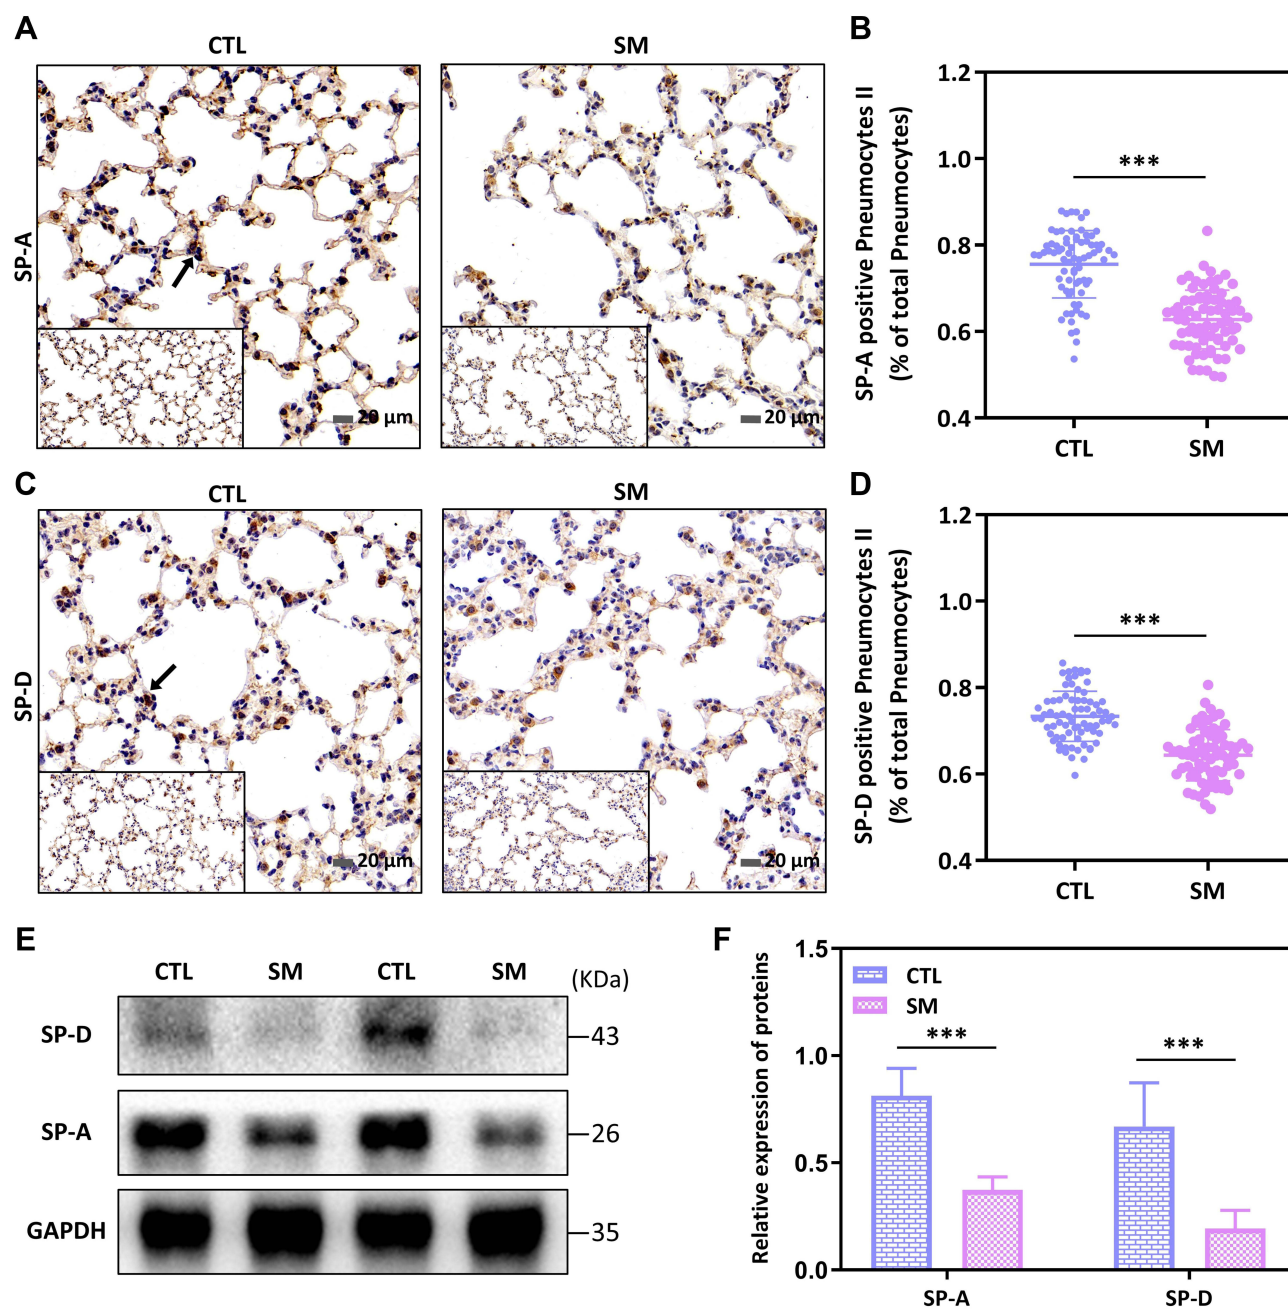 A
CTL
SM
SP-A
20 µm
20 µm
B
SP-A positive Pneumocytes II
(% of total Pneumocytes)
1.2
1.0
0.8
0.6
0.4
***
CTL
SM
C
CTL
SM
SP-D
20 µm
20 µm
D
SP-D positive Pneumocytes II
(% of total Pneumocytes)
1.2
1.0
0.8
0.6
0.4
***
CTL
SM
E
CTL SM CTL SM (KDa)
SP-D 43
SP-A 26
GAPDH 35
F
Relative expression of proteins
1.5
1.0
0.5
0.0
CTL
SM
***
***
SP-A
SP-D